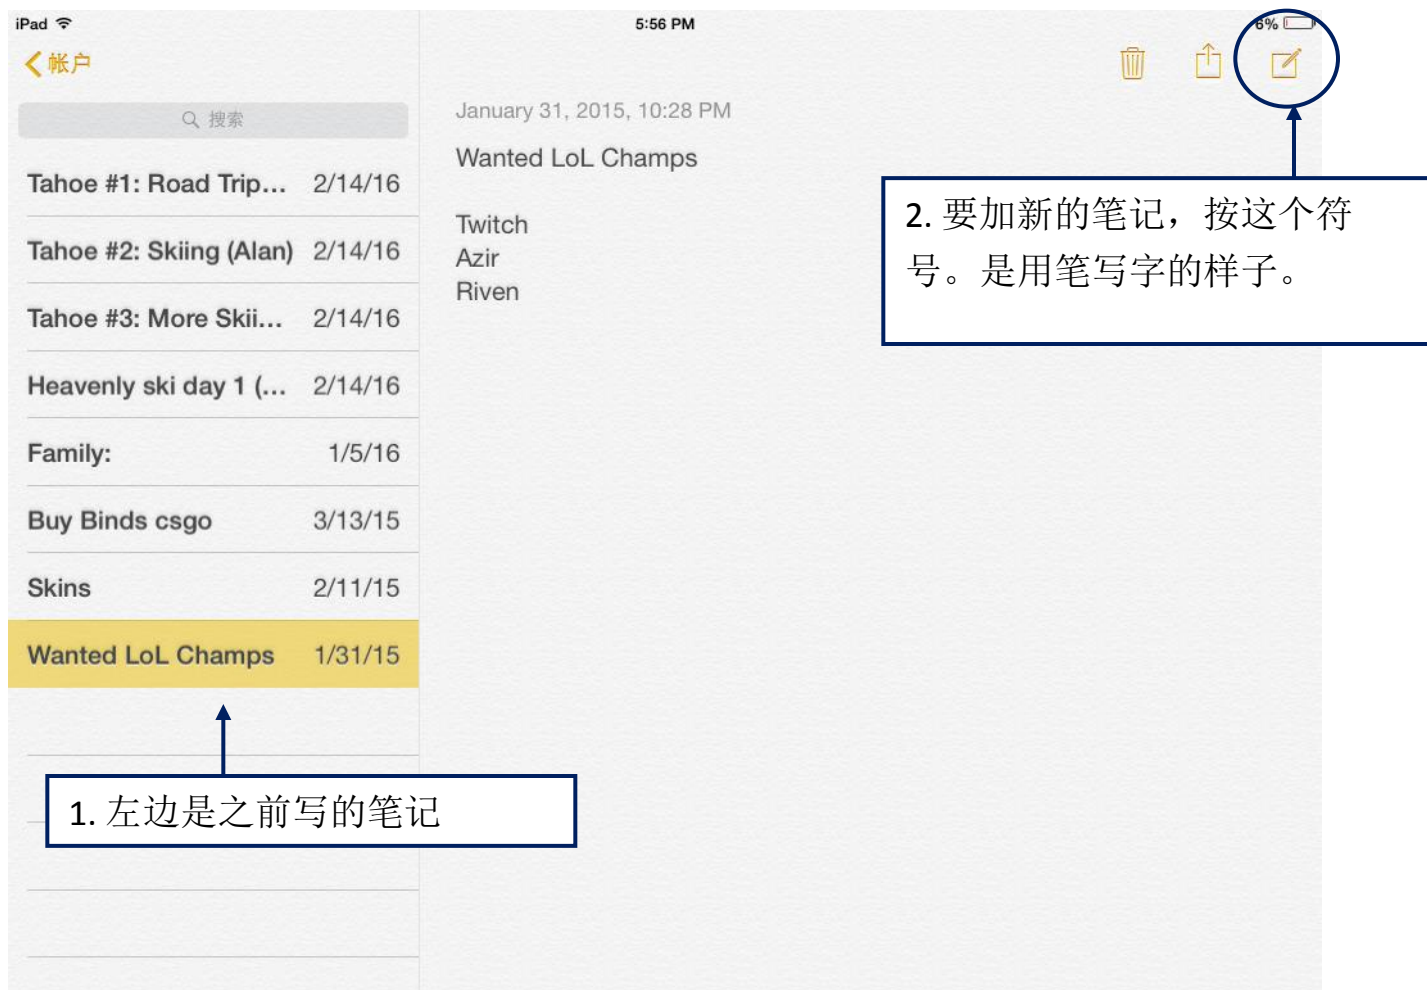 iPad 5:56 PM 6%
帐户
搜索
Tahoe #1: Road Trip... 2/14/16
Tahoe #2: Skiing (Alan) 2/14/16
Tahoe #3: More Skii... 2/14/16
Heavenly ski day 1 (... 2/14/16
Family: 1/5/16
Buy Binds csgo 3/13/15
Skins 2/11/15
Wanted LoL Champs 1/31/15
1. 左边是之前写的笔记
January 31, 2015, 10:28 PM
Wanted LoL Champs
Twitch
Azir
Riven
2. 要加新的笔记，按这个符
号。是用笔写字的样子。